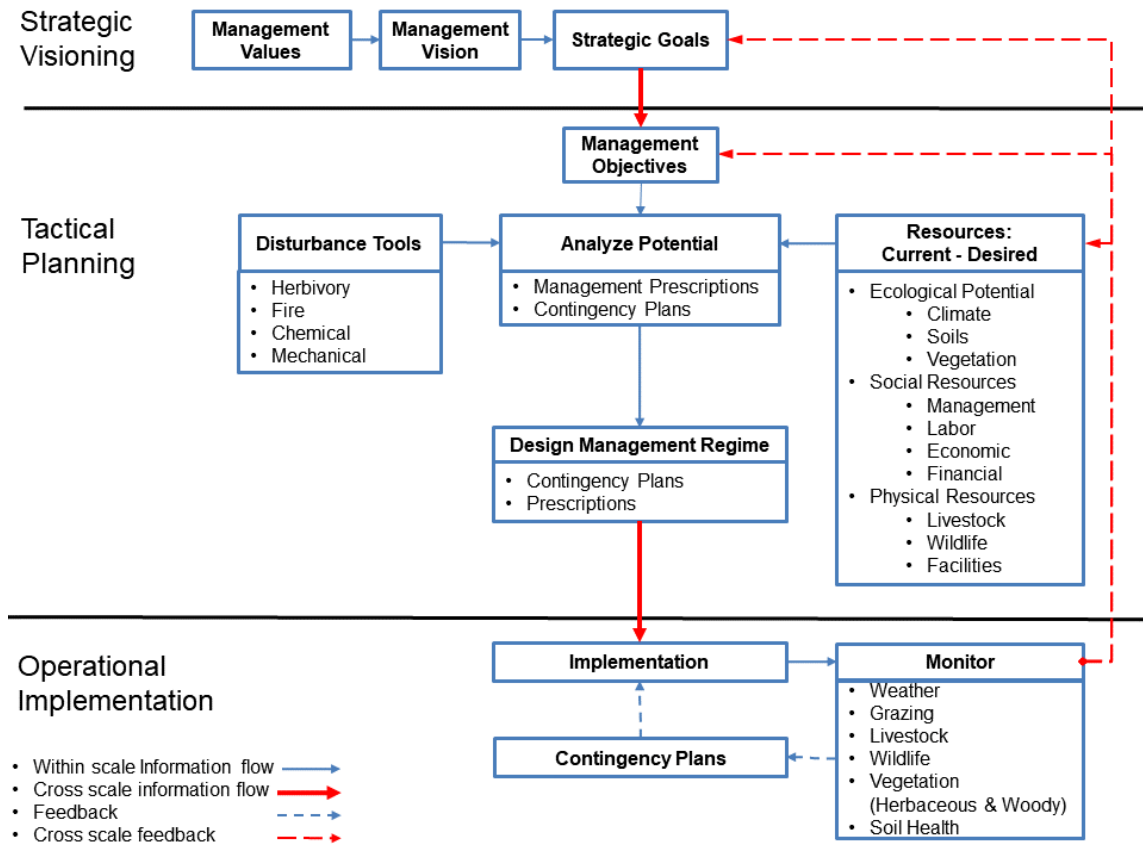 Strategic
Visioning
Management
Values
Management
Vision
Strategic Goals
Management
Objectives
Tactical
Planning
Disturbance Tools
• Herbivory
• Fire
• Chemical
• Mechanical
Analyze Potential
• Management Prescriptions
• Contingency Plans
Resources:
Current - Desired
• Ecological Potential
• Climate
• Soils
• Vegetation
• Social Resources
• Management
• Labor
• Economic
• Financial
• Physical Resources
• Livestock
• Wildlife
• Facilities
Design Management Regime
• Contingency Plans
• Prescriptions
Operational
Implementation
Implementation
Monitor
• Weather
• Grazing
• Livestock
• Wildlife
• Vegetation
(Herbaceous & Woody)
• Soil Health
Contingency Plans
• Within scale Information flow
• Cross scale information flow
• Feedback
• Cross scale feedback